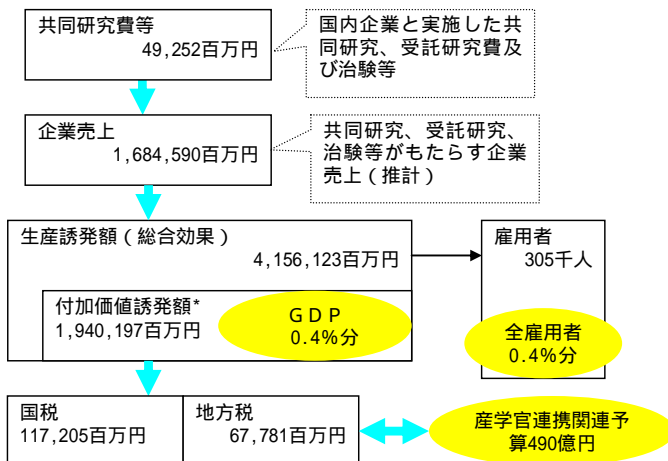 共同研究費等
49,252百万円
国内企業と実施した共
同研究、受託研究費及
び治験等
企業売上
1,684,590百万円
共同研究、受託研究、
治験等がもたらす企業
売上(推計)
生産誘発額(総合効果)
4,156,123百万円
雇用者
305千人
付加価値誘発額*
1,940,197百万円
GDP
0.4%分
全雇用者
0.4%分
国税
117,205百万円
地方税
67,781百万円
産学官連携関連予
算490億円